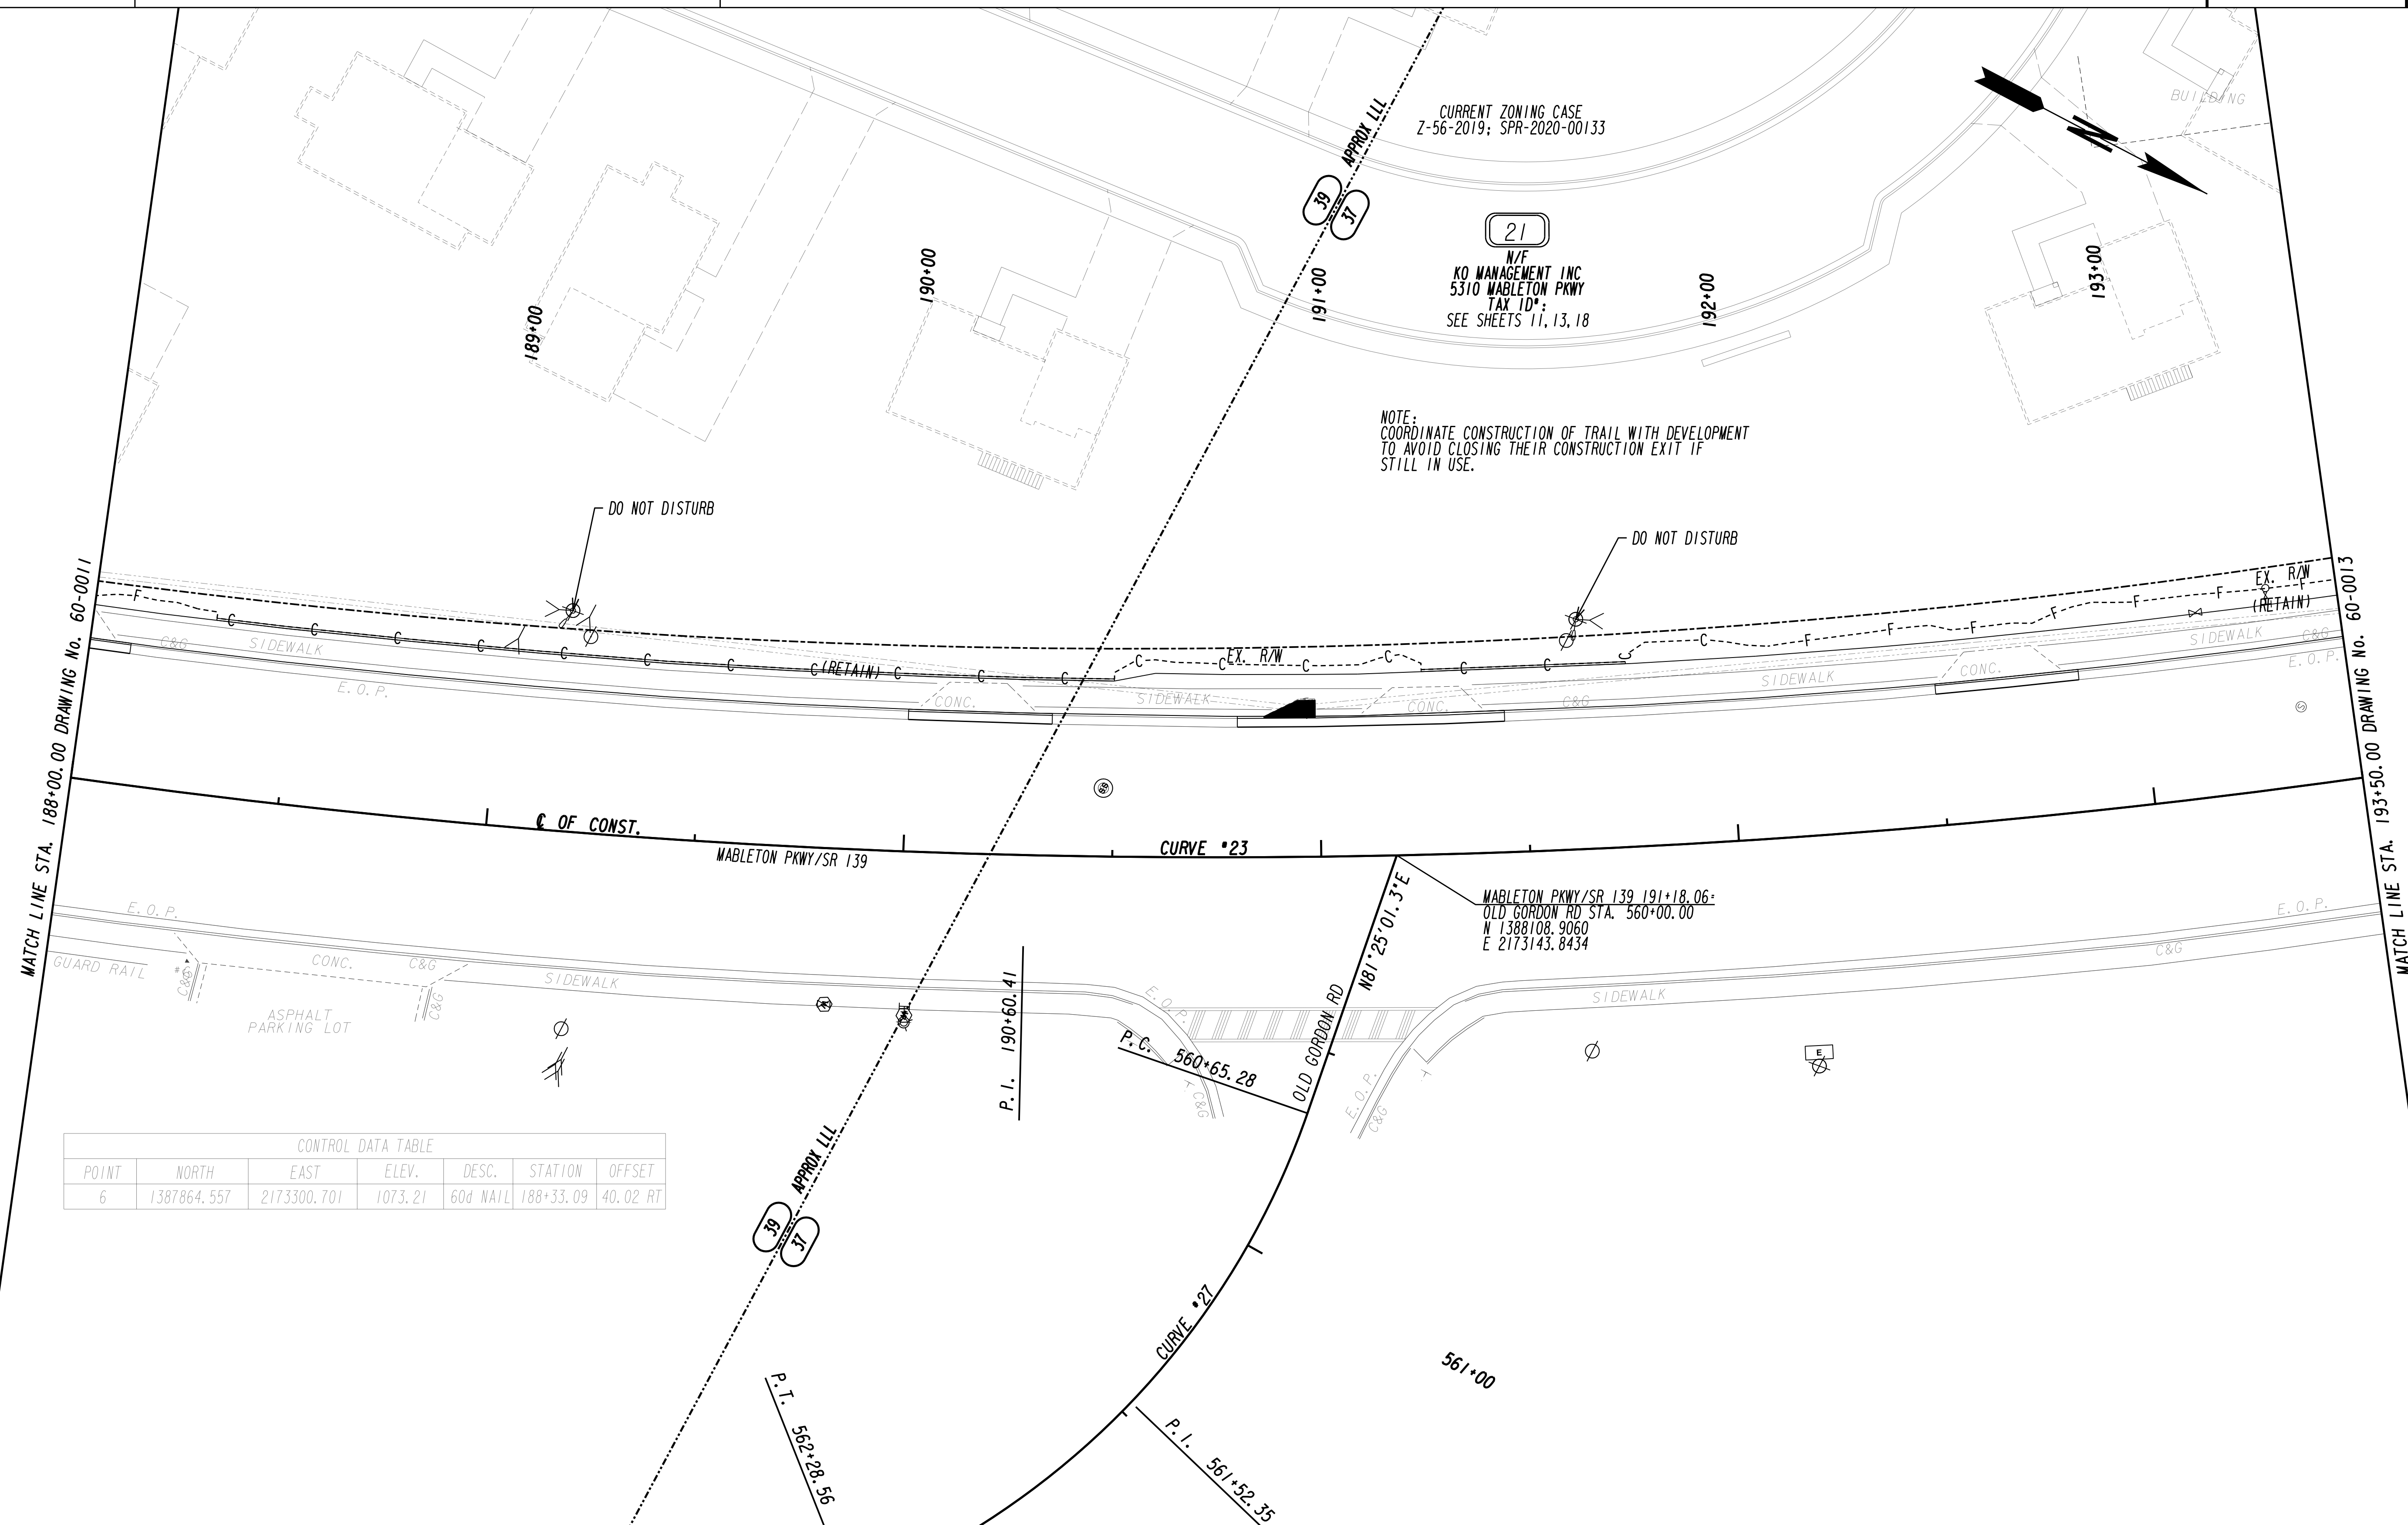 CURRENT ZONING CASE
Z-56-2019; SPR-2020-00133
BUILDING
N
APPROX LLL
39
37
21
N/F
KO MANAGEMENT INC
5310 MABLETON PKWY
TAX ID#:
SEE SHEETS 11, 13, 18
189+00
190+00
191+00
192+00
193+00
NOTE:
COORDINATE CONSTRUCTION OF TRAIL WITH DEVELOPMENT
TO AVOID CLOSING THEIR CONSTRUCTION EXIT IF
STILL IN USE.
DO NOT DISTURB
DO NOT DISTURB
MATCH LINE STA. 188+00.00 DRAWING No. 60-0011
MATCH LINE STA. 193+50.00 DRAWING No. 60-0013
F
C C C C C C C C C C C
(RETAIN)
C C C C
EX. R/W
C C
C
F F F F F F F
EX. R/W
(RETAIN)
C&G
SIDEWALK
E.O.P.
CONC.
SIDEWALK
CONC.
C&G
SIDEWALK
CONC.
SIDEWALK
C&G
E.O.P.
S
SS
℄ OF CONST.
MABLETON PKWY/SR 139
CURVE #23
MABLETON PKWY/SR 139 191+18.06=
OLD GORDON RD STA. 560+00.00
N 1388108.9060
E 2173143.8434
N81°25'01.3"E
OLD GORDON RD
E.O.P.
GUARD RAIL
#6
C&G
CONC.
C&G
C&G
SIDEWALK
ASPHALT
PARKING LOT
P.I. 190+60.41
E.O.P.
P.C. 560+65.28
C&G
E.O.P.
C&G
SIDEWALK
C&G
E.O.P.
E
CONTROL DATA TABLE
POINT NORTH EAST ELEV. DESC. STATION OFFSET
6 1387864.557 2173300.701 1073.21 60d NAIL 188+33.09 40.02 RT
APPROX LLL
39
37
CURVE #27
561+00
P.T. 562+28.56
P.I. 561+52.35